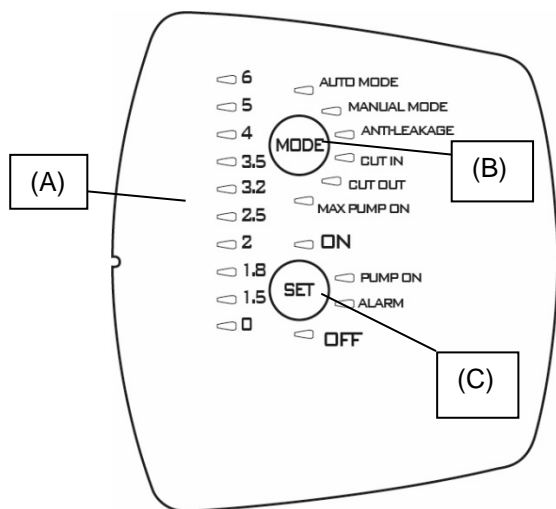 6
5
4
3.5
3.2
2.5
2
1.8
1.5
0
AUTO MODE
MANUAL MODE
ANTI-LEAKAGE
MODE
CUT IN
CUT OUT
MAX PUMP ON
ON
PUMP ON
SET
ALARM
OFF
(A)
(B)
(C)